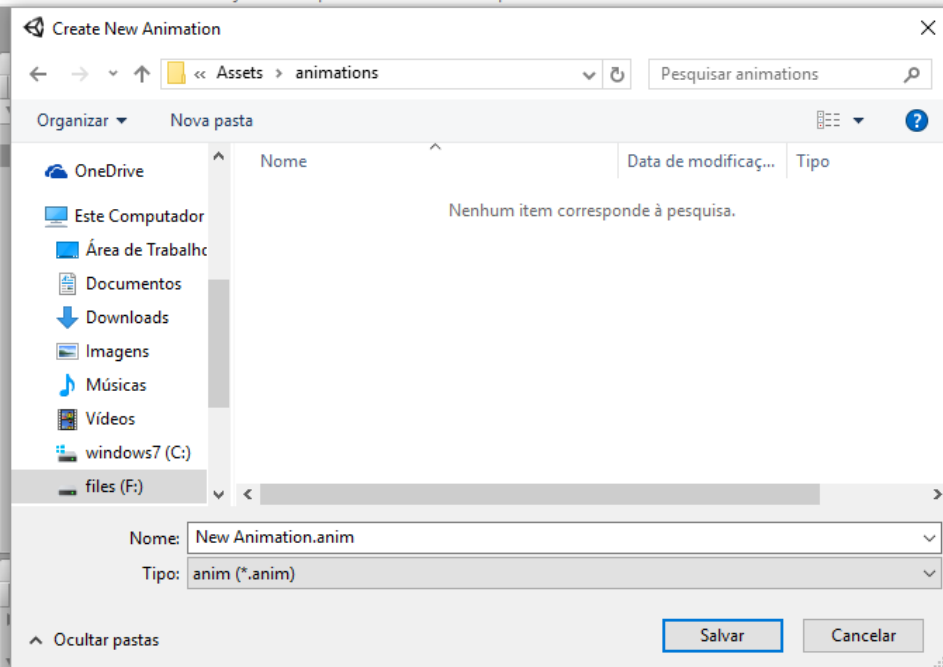 Create New Animation
« Assets › animations
Pesquisar animations
Organizar
Nova pasta
?
Nome
Data de modificaç...
Tipo
OneDrive
Nenhum item corresponde à pesquisa.
Este Computador
Área de Trabalho
Documentos
Downloads
Imagens
Músicas
Vídeos
windows7 (C:)
files (F:)
Nome: New Animation.anim
Tipo: anim (*.anim)
Ocultar pastas
Salvar
Cancelar